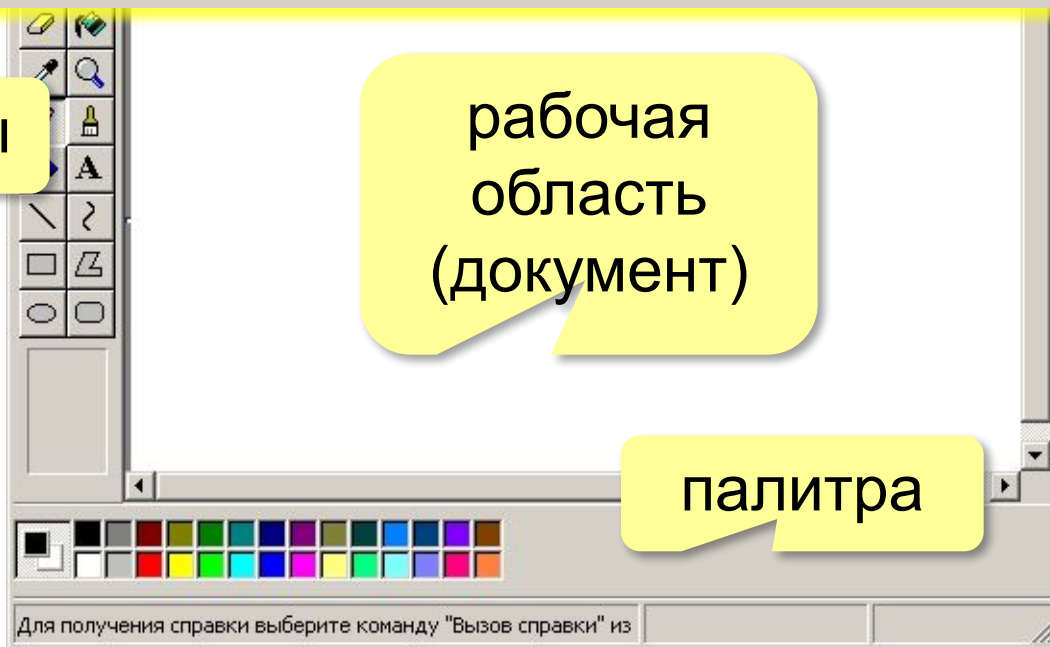 рабочая
область
(документ)
палитра
A
Для получения справки выберите команду "Вызов справки" из